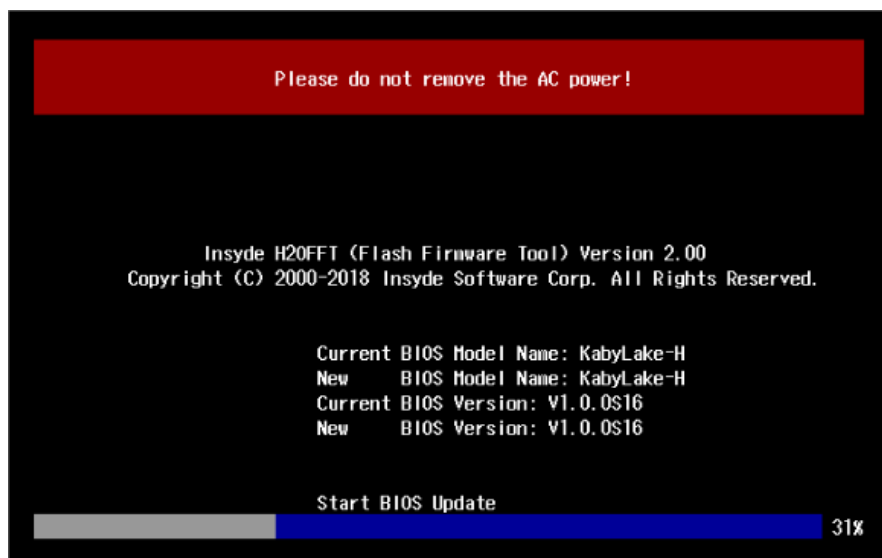 Please do not remove the AC power!
Insyde H2OFFT (Flash Firmware Tool) Version 2.00
Copyright (C) 2000-2018 Insyde Software Corp. All Rights Reserved.
Current BIOS Model Name: KabyLake-H
New BIOS Model Name: KabyLake-H
Current BIOS Version: V1.0.0S16
New BIOS Version: V1.0.0S16
Start BIOS Update
31%